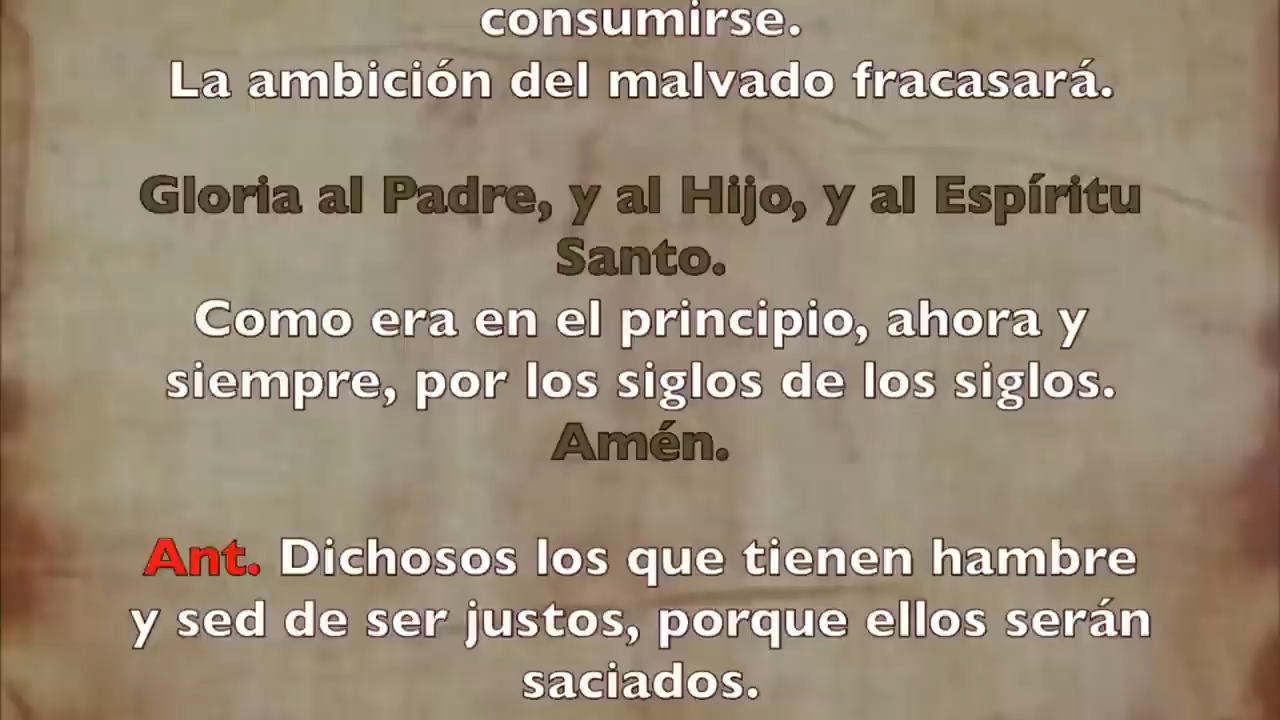 consumirse.
La ambición del malvado fracasará.
Gloria al Padre, y al Hijo, y al Espíritu
Santo.
Como era en el principio, ahora y
siempre, por los siglos de los siglos.
Amén.
Ant. Dichosos los que tienen hambre
y sed de ser justos, porque ellos serán
saciados.